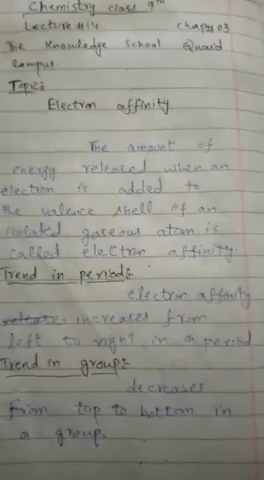 Chemistry class 9th
Lecture #14 Chap# 03
The Knowledge School Quaid
Campus.
Topic:
Electron affinity
The amount of
energy released when an
electron is added to
the valence shell of an
isolated gaseous atom is
called electron affinity.
Trend in period:
electron affinity
increases from
left to right in a period
Trend in group:
decreases
from top to bottom in
a group.